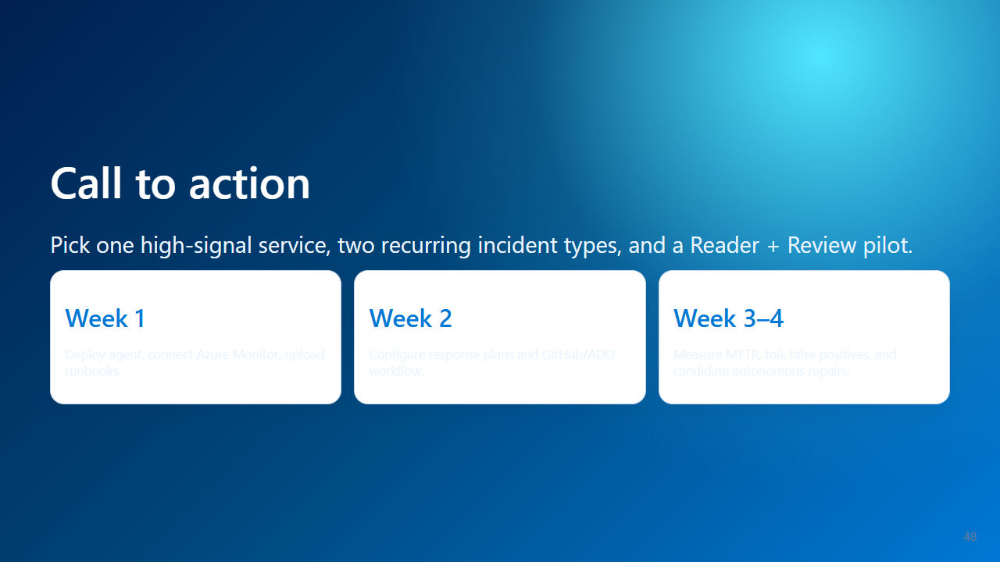 Call to action
Pick one high-signal service, two recurring incident types, and a Reader + Review pilot.
Week 1
Deploy agent, connect Azure Monitor, upload
runbooks.
Week 2
Configure response plans and GitHub/ADO
workflow.
Week 3–4
Measure MTTR, toil, false positives, and
candidate autonomous repairs.
48